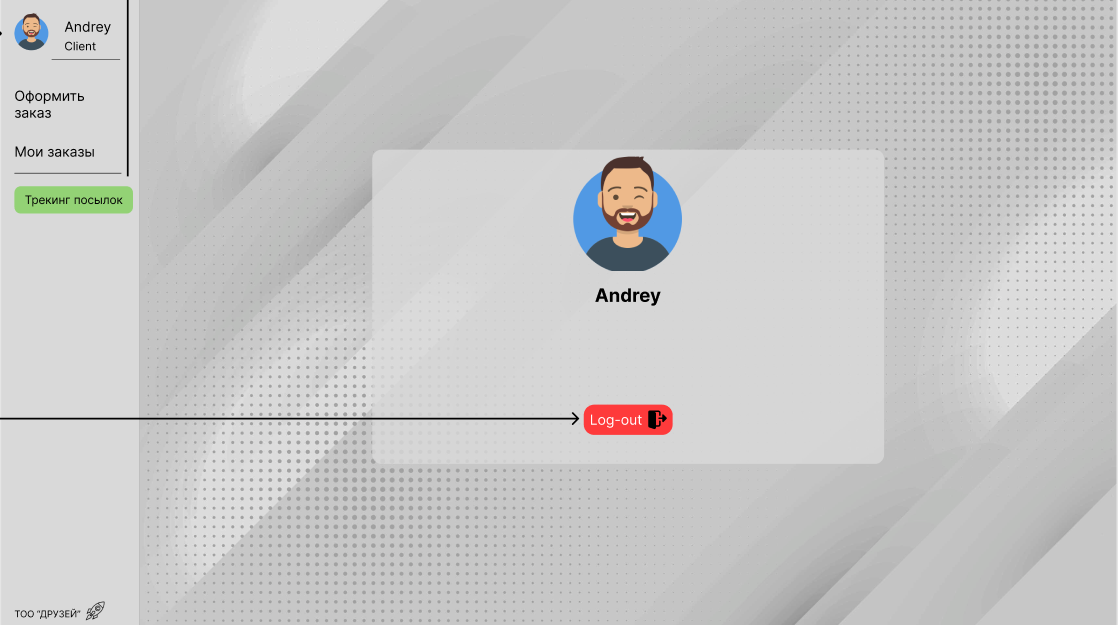 Andrey
Client
Оформить
заказ
Мои заказы
Трекинг посылок
Andrey
Log-out
ТОО "ДРУЗЕЙ"